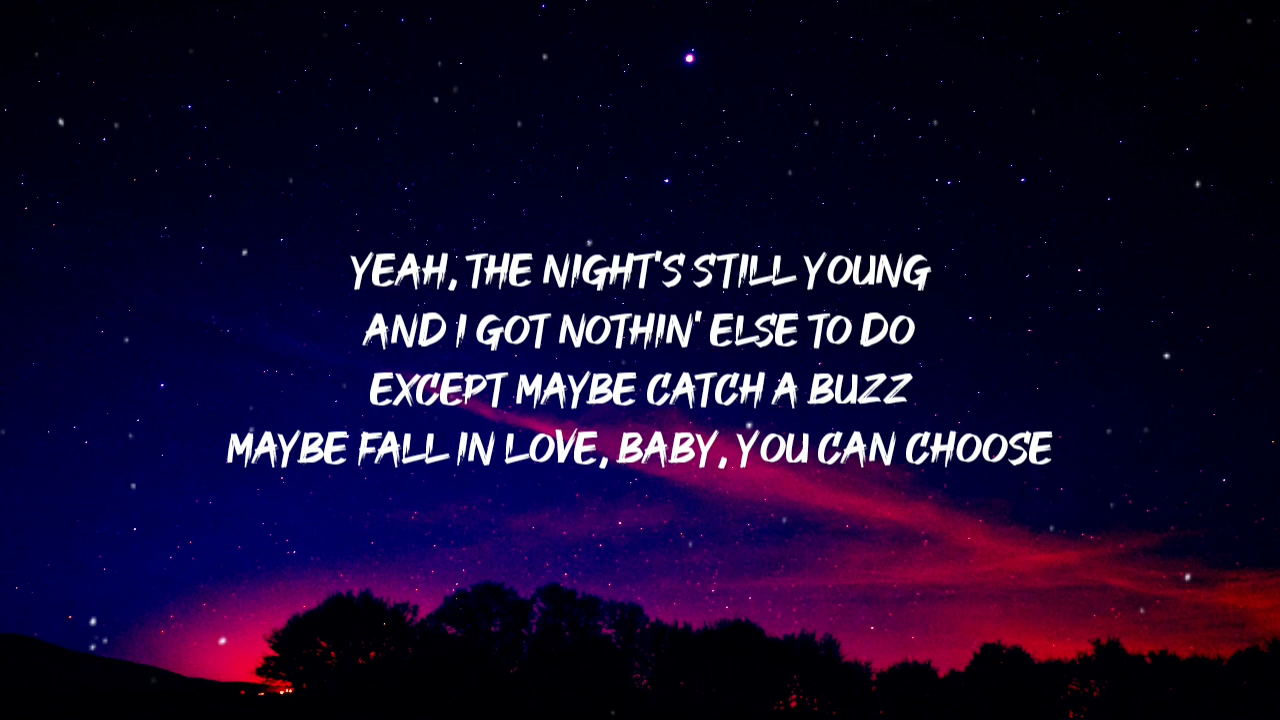 YEAH, THE NIGHT'S STILL YOUNG
AND I GOT NOTHIN' ELSE TO DO
EXCEPT MAYBE CATCH A BUZZ
MAYBE FALL IN LOVE, BABY, YOU CAN CHOOSE